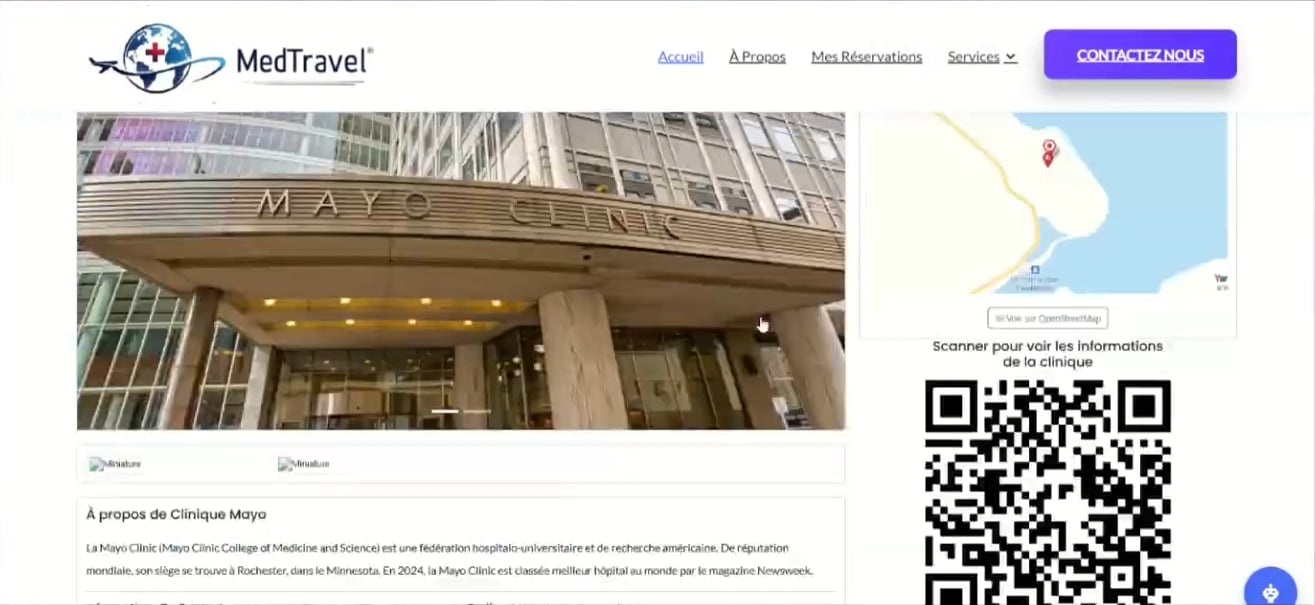 MedTravel®
Accueil
À Propos
Mes Réservations
Services
CONTACTEZ NOUS
MAYO CLINIC
Voir sur OpenStreetMap
Scanner pour voir les informations
de la clinique
Miniature
Miniature
À propos de Clinique Mayo
La Mayo Clinic (Mayo Clinic College of Medicine and Science) est une fédération hospitalo-universitaire et de recherche américaine. De réputation
mondiale, son siège se trouve à Rochester, dans le Minnesota. En 2024, la Mayo Clinic est classée meilleur hôpital au monde par le magazine Newsweek.